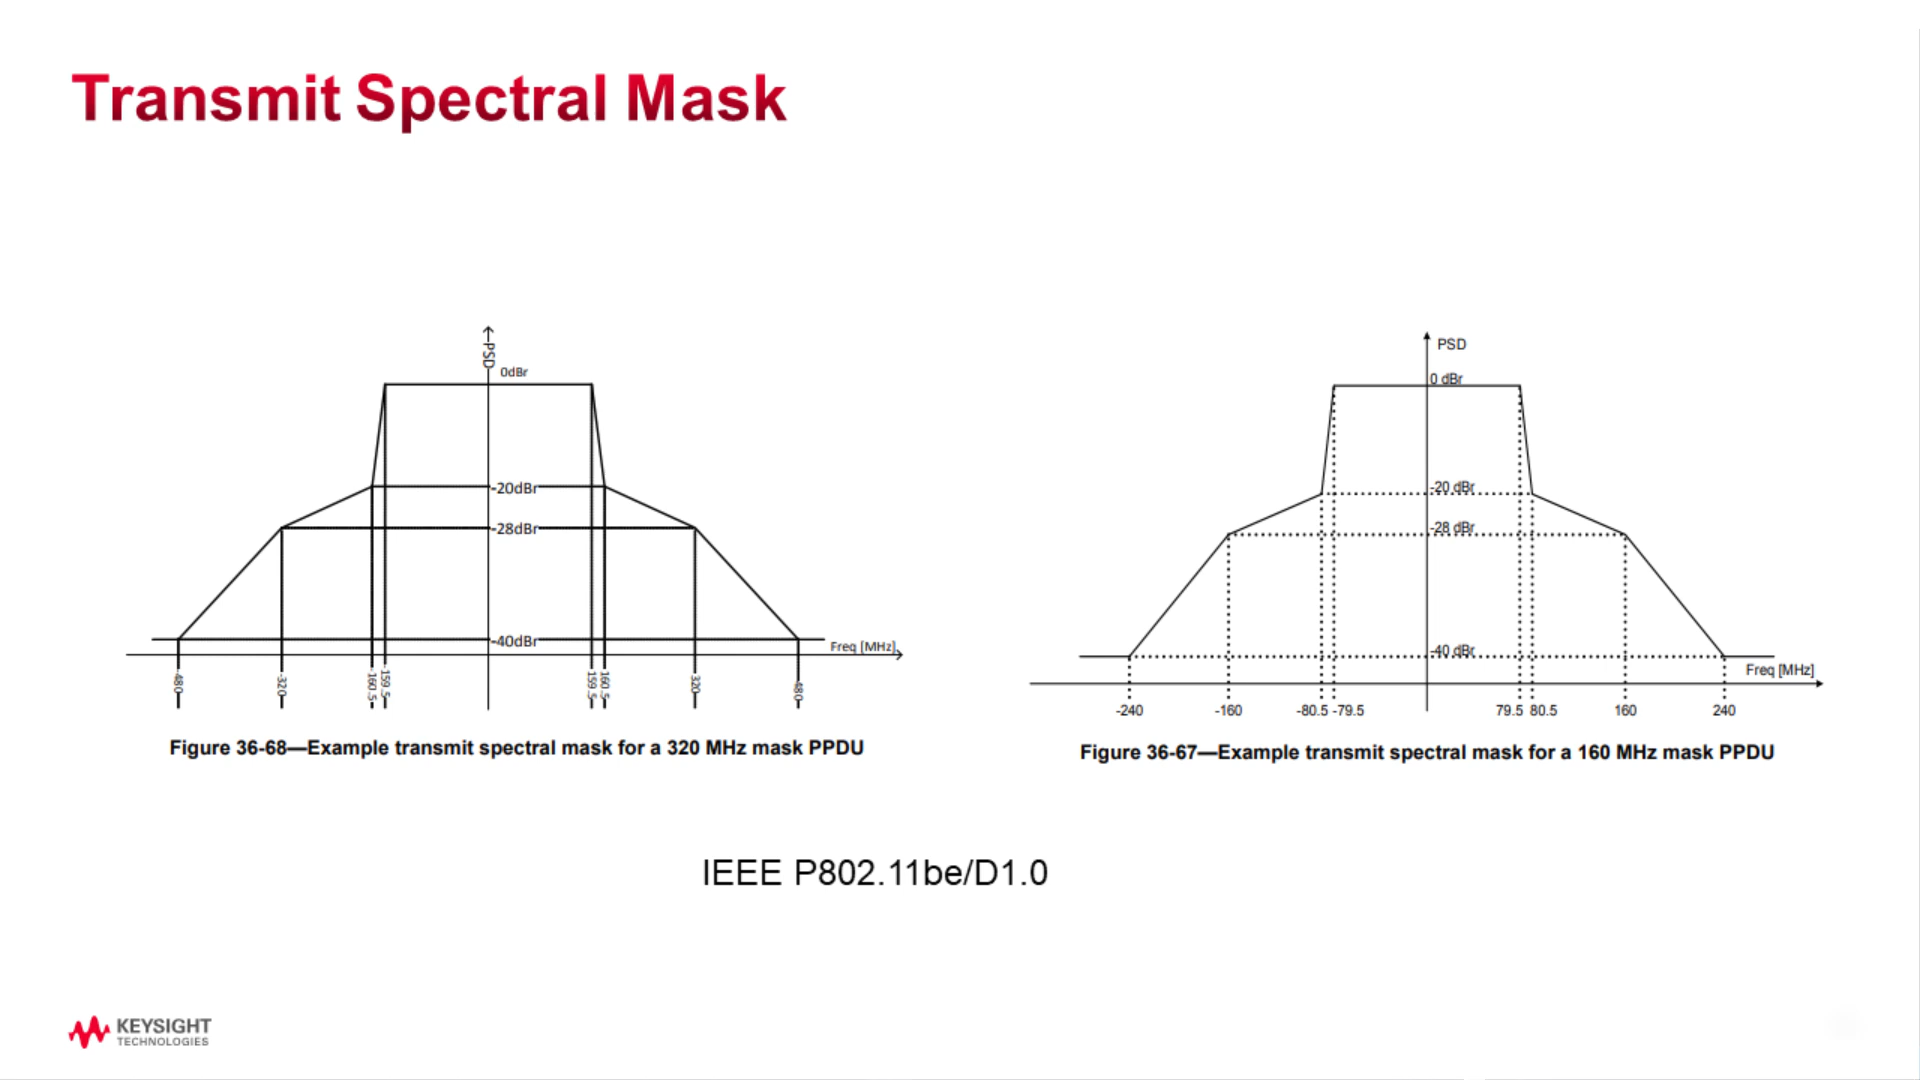 Transmit Spectral Mask
PSD
0dBr
-20dBr
-28dBr
-40dBr
Freq [MHz]
-480
-320
-160.5
-159.5
159.5
160.5
320
480
Figure 36-68—Example transmit spectral mask for a 320 MHz mask PPDU
PSD
0 dBr
-20 dBr
-28 dBr
-40 dBr
Freq [MHz]
-240 -160 -80.5 -79.5 79.5 80.5 160 240
Figure 36-67—Example transmit spectral mask for a 160 MHz mask PPDU
IEEE P802.11be/D1.0
KEYSIGHT
TECHNOLOGIES